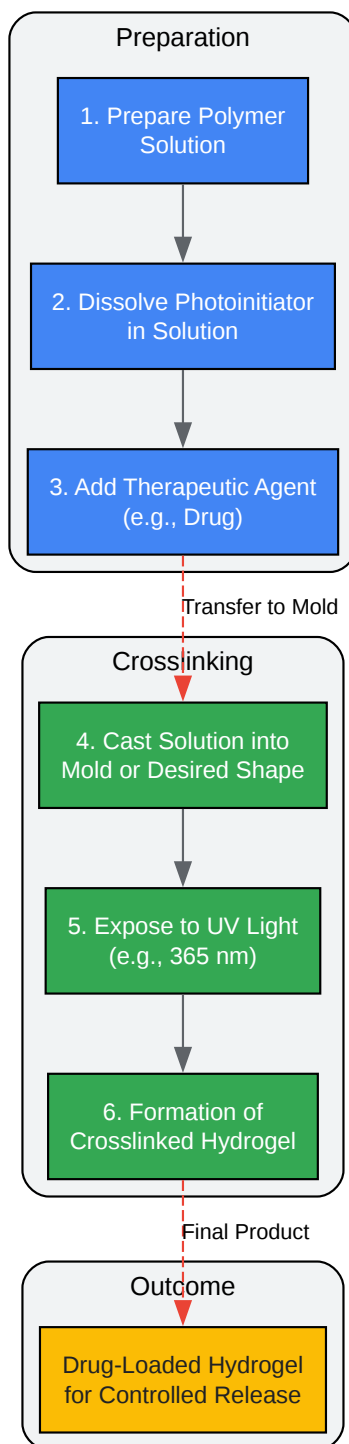 Preparation
1. Prepare Polymer
Solution
2. Dissolve Photoinitiator
in Solution
3. Add Therapeutic Agent
(e.g., Drug)
Transfer to Mold
Crosslinking
4. Cast Solution into
Mold or Desired Shape
5. Expose to UV Light
(e.g., 365 nm)
6. Formation of
Crosslinked Hydrogel
Final Product
Outcome
Drug-Loaded Hydrogel
for Controlled Release